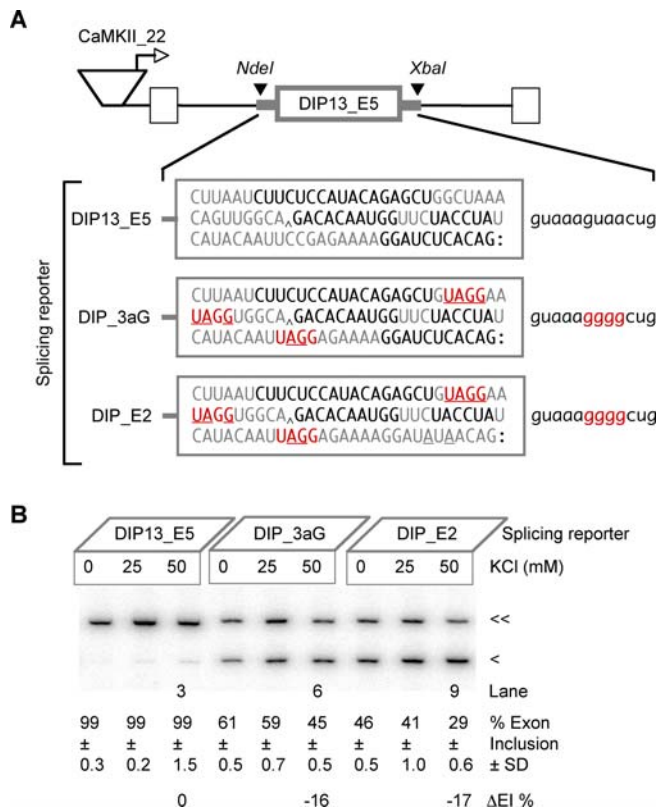 A
CaMKII_22
NdeI
XbaI
DIP13_E5
Splicing reporter
DIP13_E5
CUUAAUCUUCUCCAUACAGAGCUGGCUAAA
CAGUUGGCA^GACACAAUGGUUCUACCUAU
CAUACAAUUCCGAGAAAAGGAUCUCACAG:
guaaaguaacug
DIP_3aG
CUUAAUCUUCUCCAUACAGAGCUGUAGGAA
UAGGUGGCA^GACACAAUGGUUCUACCUAU
CAUACAAUUAGGAGAAAAGGAUCUCACAG:
guaaaggggcug
DIP_E2
CUUAAUCUUCUCCAUACAGAGCUGUAGGAA
UAGGUGGCA^GACACAAUGGUUCUACCUAU
CAUACAAUUAGGAGAAAAGGAUAUAACAG:
guaaaggggcug
B
DIP13_E5 DIP_3aG DIP_E2 Splicing reporter
0 25 50 0 25 50 0 25 50 KCl (mM)
<<
<
3 6 9 Lane
99 99 99 61 59 45 46 41 29 % Exon
± ± ± ± ± ± ± ± ± Inclusion
0.3 0.2 1.5 0.5 0.7 0.5 0.5 1.0 0.6 ± SD
0 -16 -17 ΔEI %